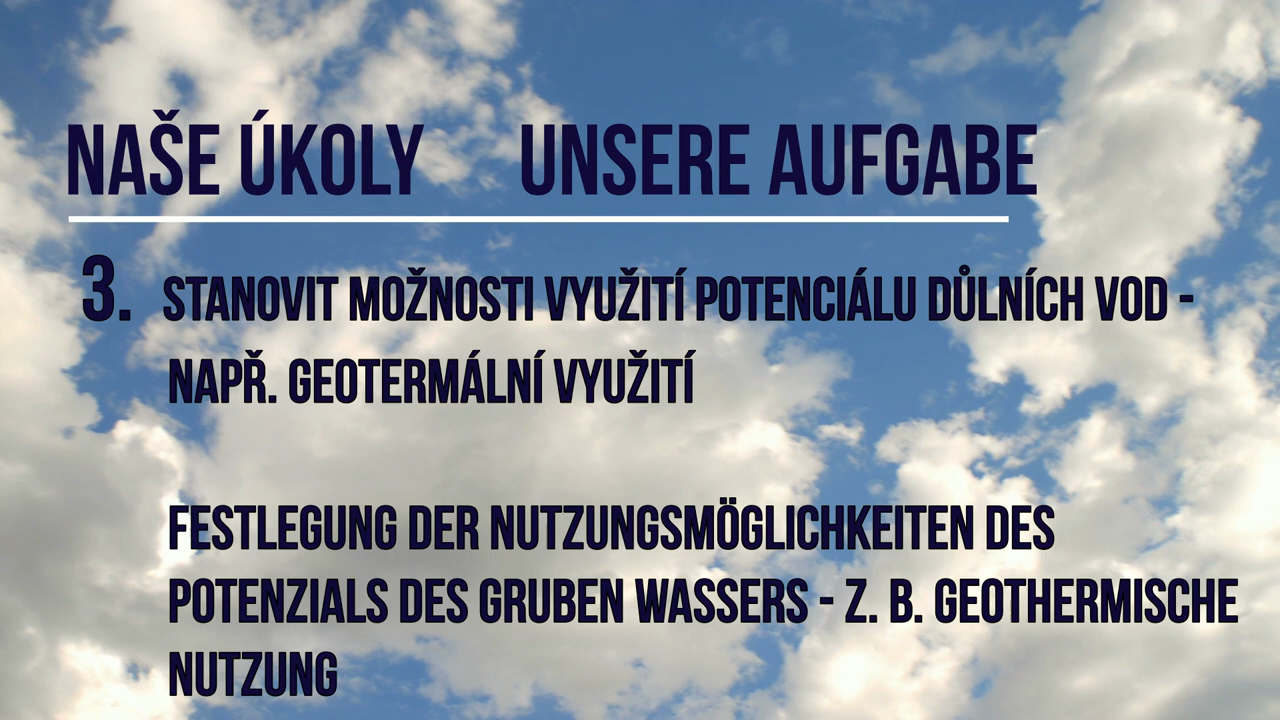 NAŠE ÚKOLY UNSERE AUFGABE
3. STANOVIT MOŽNOSTI VYUŽITÍ POTENCIÁLU DŮLNÍCH VOD -
NAPŘ. GEOTERMÁLNÍ VYUŽITÍ
FESTLEGUNG DER NUTZUNGSMÖGLICHKEITEN DES
POTENZIALS DES GRUBEN WASSERS - Z. B. GEOTHERMISCHE
NUTZUNG